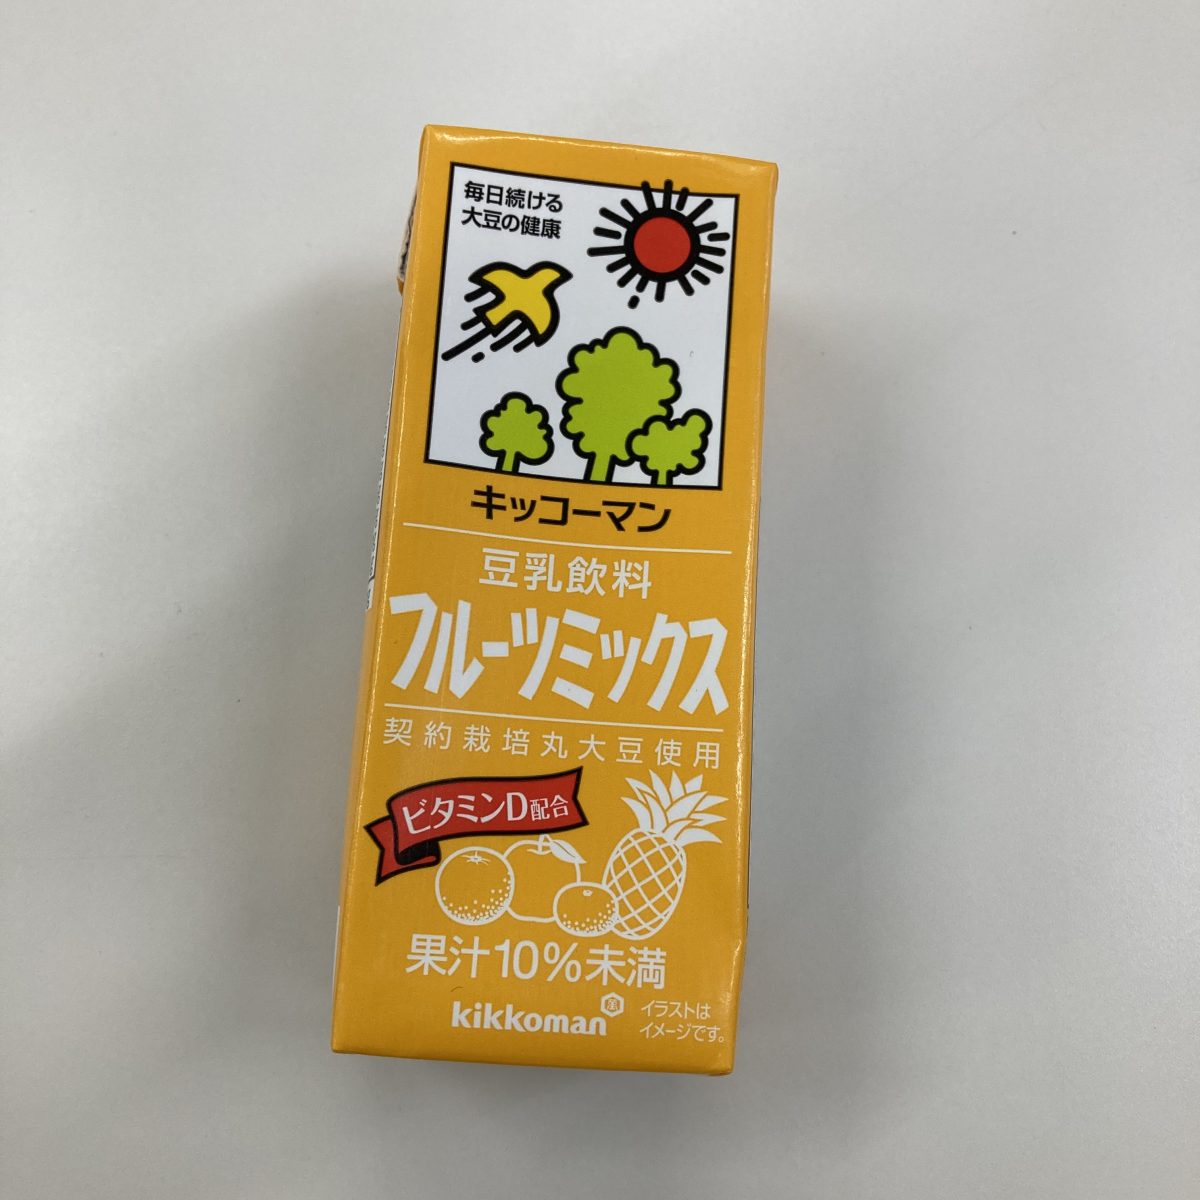 毎日続ける
大豆の健康
キッコーマン
豆乳飲料
フルーツミックス
契約栽培丸大豆使用
ビタミンD配合
果汁10%未満
kikkoman
イラストは
イメージです。